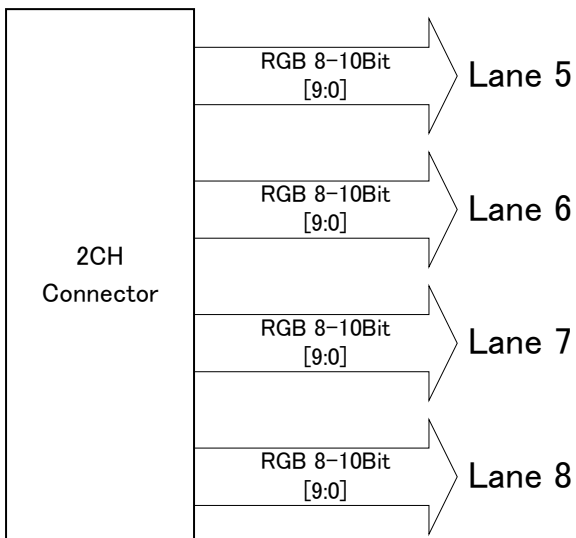 RGB 8-10Bit
[9:0]
Lane 5
RGB 8-10Bit
[9:0]
Lane 6
2CH
Connector
RGB 8-10Bit
[9:0]
Lane 7
RGB 8-10Bit
[9:0]
Lane 8